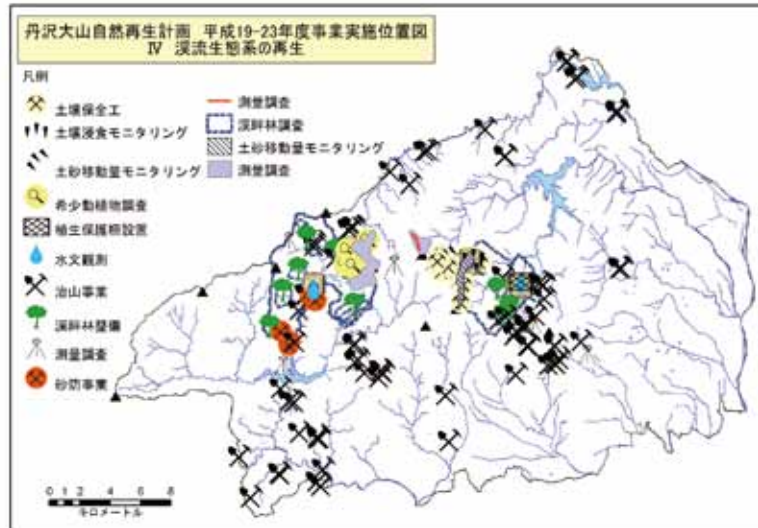 丹沢大山自然再生計画 平成19-23年度事業実施位置図
Ⅳ 渓流生態系の再生
凡例
土壌保全工
土壌浸食モニタリング
土砂移動量モニタリング
希少動植物調査
植生保護柵設置
水文観測
治山事業
渓畔林整備
測量調査
砂防事業
測量調査
渓畔林調査
土砂移動量モニタリング
測量調査
0 1 2 4 6 8
キロメートル